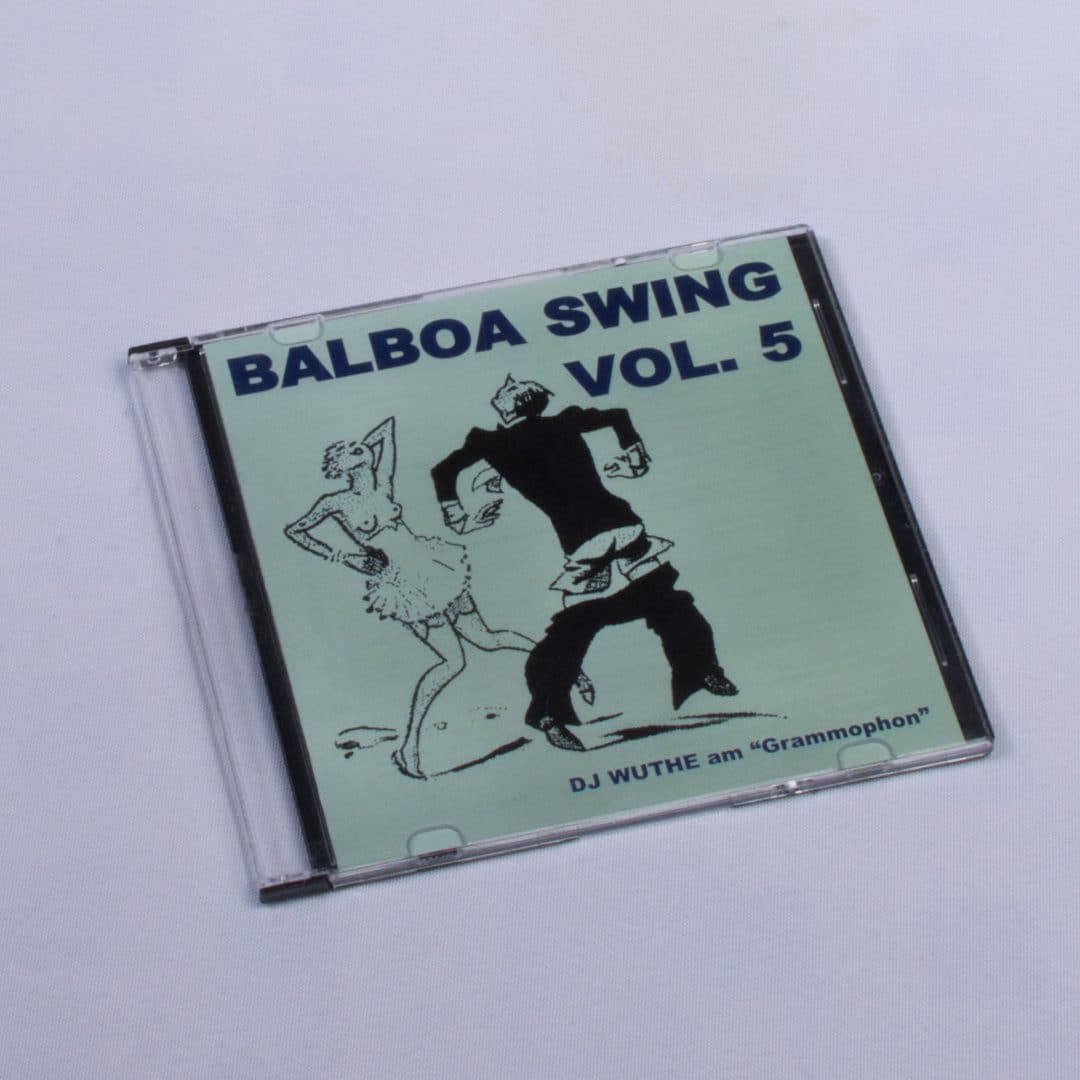 BALBOA SWING
VOL. 5
DJ WUTHE am “Grammophon”